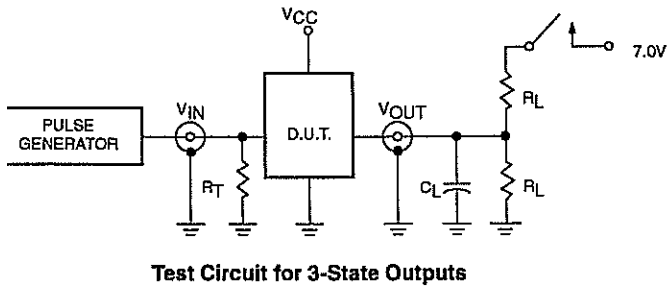 VCC
7.0V
RL
PULSE
GENERATOR
VIN
D.U.T.
VOUT
RT
CL
RL
Test Circuit for 3-State Outputs